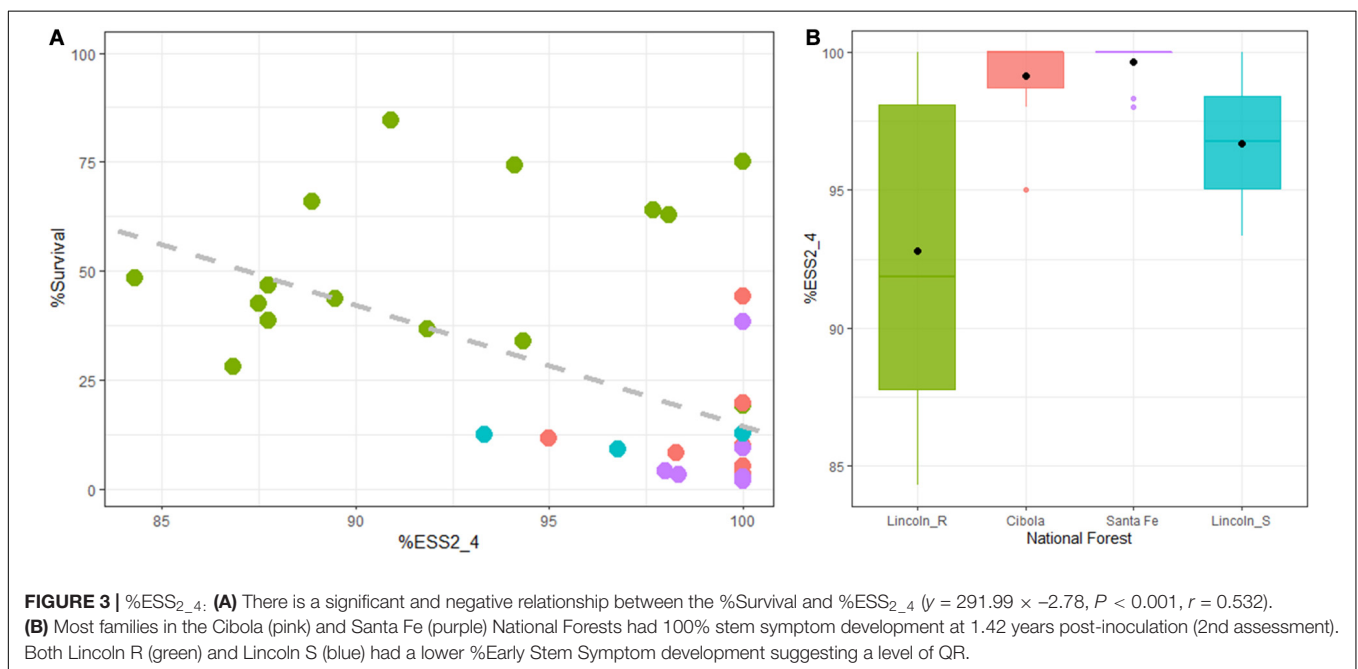 A
100
75
50
25
0
%Survival
85
90
95
100
%ESS2_4
B
100
95
90
85
%ESS2_4
Lincoln_R
Cibola
Santa Fe
Lincoln_S
National Forest
FIGURE 3 | %ESS2_4: (A) There is a significant and negative relationship between the %Survival and %ESS2_4 (y = 291.99 × –2.78, P < 0.001, r = 0.532).
(B) Most families in the Cibola (pink) and Santa Fe (purple) National Forests had 100% stem symptom development at 1.42 years post-inoculation (2nd assessment).
Both Lincoln R (green) and Lincoln S (blue) had a lower %Early Stem Symptom development suggesting a level of QR.